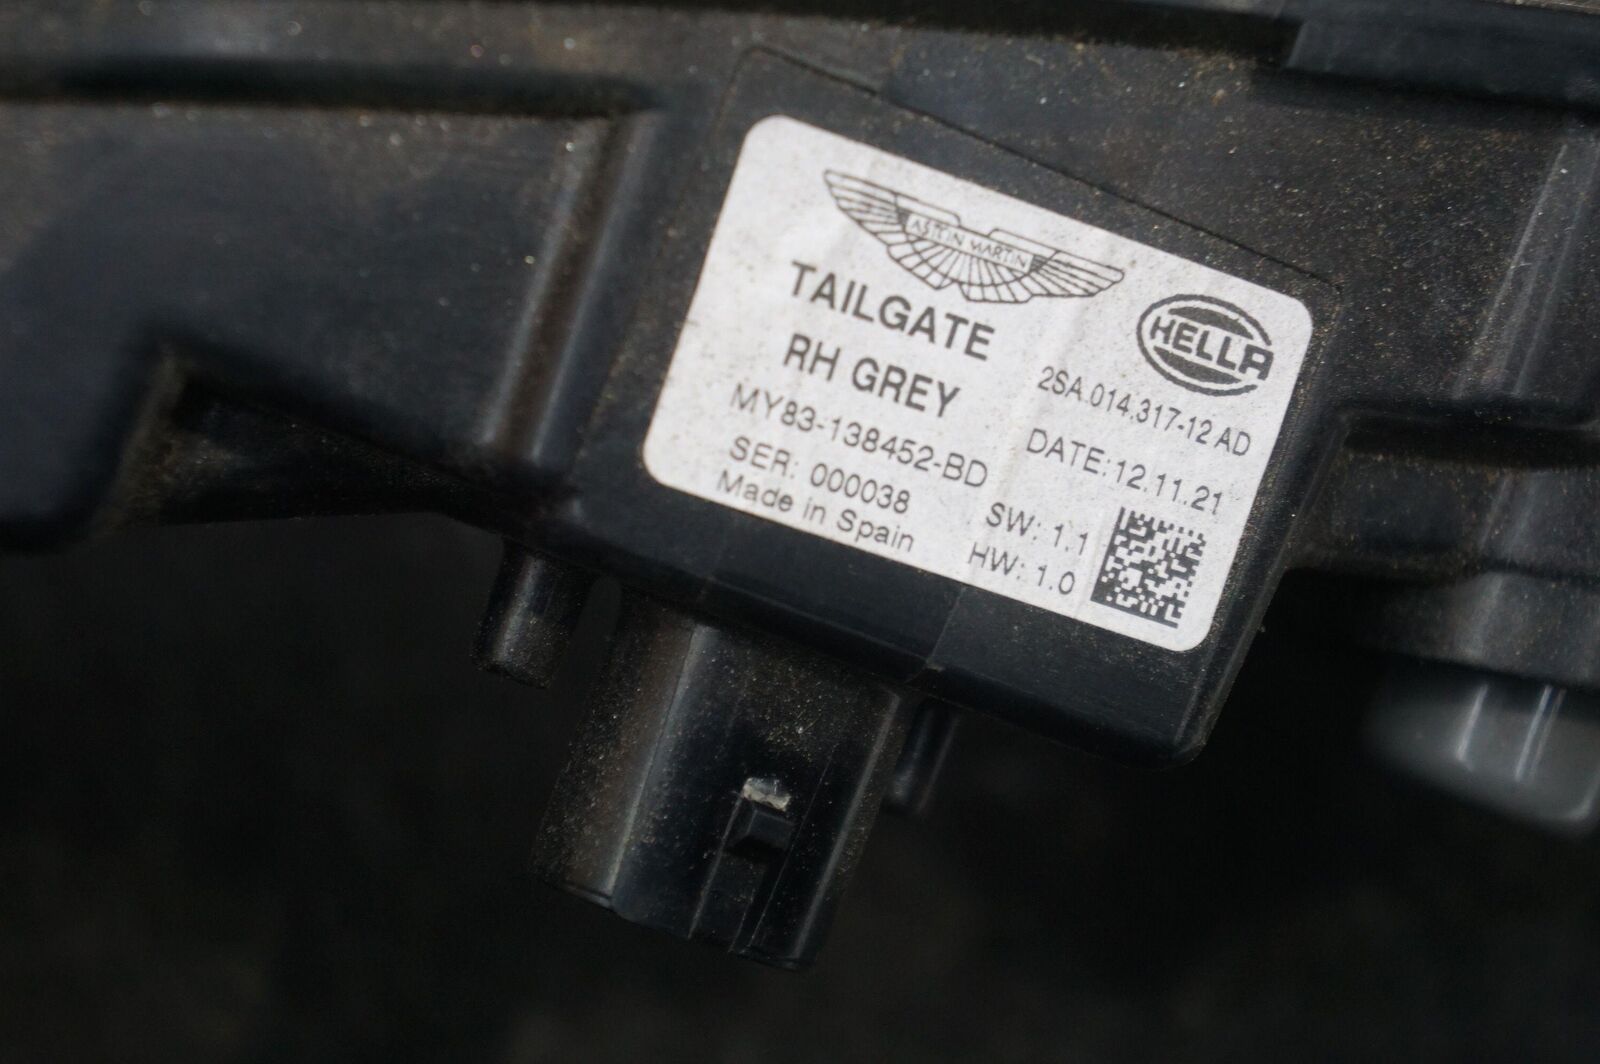 ASTON MARTIN
TAILGATE
RH GREY
MY83-138452-BD
SER: 000038
Made in Spain
HELLA
2SA.014.317-12 AD
DATE: 12.11.21
SW: 1.1
HW: 1.0